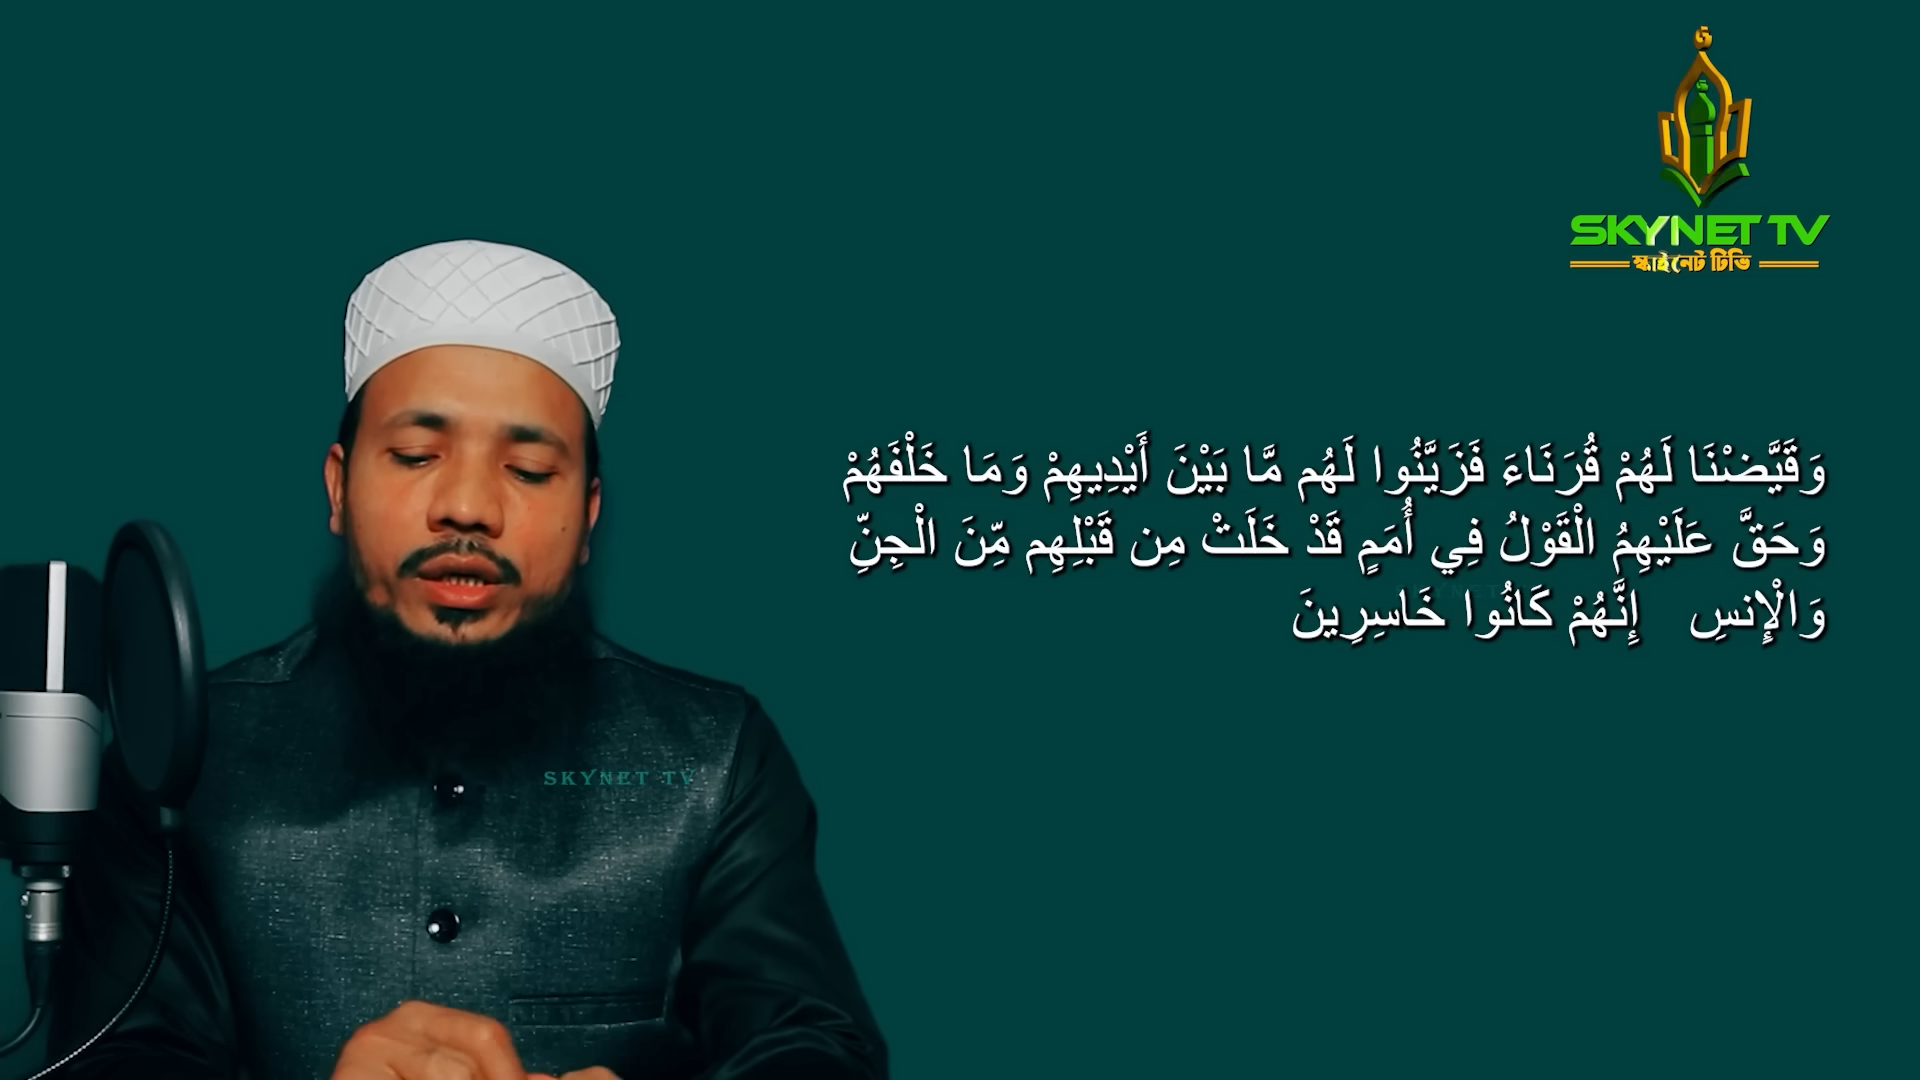 SKYNET TV
স্কাইনেট টিভি
وَقَيَّضْنَا لَهُمْ قُرَنَاءَ فَزَيَّنُوا لَهُم مَّا بَيْنَ أَيْدِيهِمْ وَمَا خَلْفَهُمْ
وَحَقَّ عَلَيْهِمُ الْقَوْلُ فِي أُمَمٍ قَدْ خَلَتْ مِن قَبْلِهِم مِّنَ الْجِنِّ
وَالْإِنسِ إِنَّهُمْ كَانُوا خَاسِرِينَ
SKYNET TV